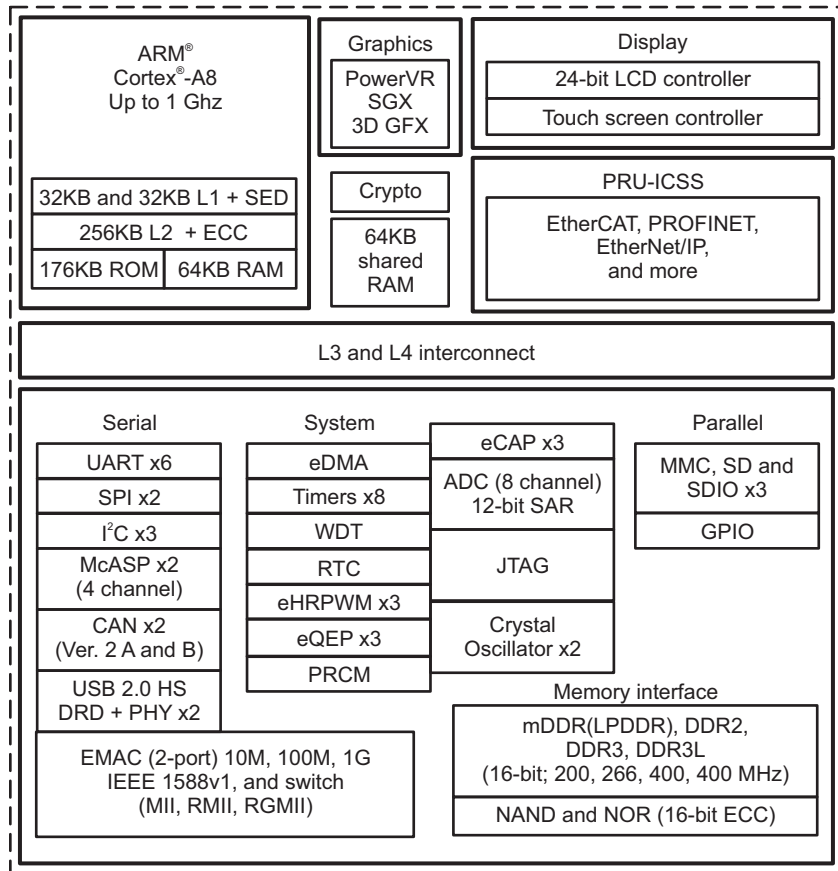 ARM®
Cortex®-A8
Up to 1 Ghz
32KB and 32KB L1 + SED
256KB L2 + ECC
176KB ROM
64KB RAM
Graphics
PowerVR
SGX
3D GFX
Crypto
64KB
shared
RAM
Display
24-bit LCD controller
Touch screen controller
PRU-ICSS
EtherCAT, PROFINET,
EtherNet/IP,
and more
L3 and L4 interconnect
Serial
UART x6
SPI x2
I²C x3
McASP x2
(4 channel)
CAN x2
(Ver. 2 A and B)
USB 2.0 HS
DRD + PHY x2
EMAC (2-port) 10M, 100M, 1G
IEEE 1588v1, and switch
(MII, RMII, RGMII)
System
eDMA
Timers x8
WDT
RTC
eHRPWM x3
eQEP x3
PRCM
eCAP x3
ADC (8 channel)
12-bit SAR
JTAG
Crystal
Oscillator x2
Parallel
MMC, SD and
SDIO x3
GPIO
Memory interface
mDDR(LPDDR), DDR2,
DDR3, DDR3L
(16-bit; 200, 266, 400, 400 MHz)
NAND and NOR (16-bit ECC)